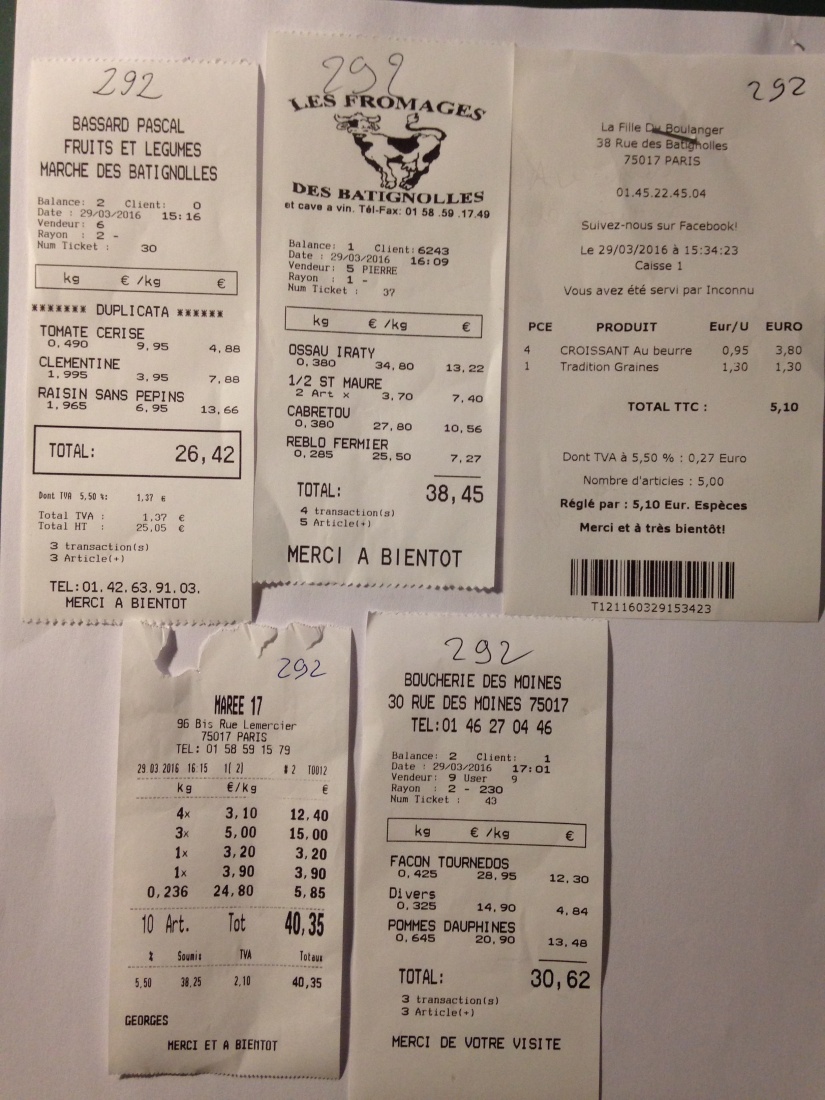 292
BASSARD PASCAL
FRUITS ET LEGUMES
MARCHE DES BATIGNOLLES
Balance: 2 Client: 0
Date : 29/03/2016 15:16
Vendeur: 6
Rayon : 2 -
Num Ticket : 30
kg € /kg €
******* DUPLICATA ******
TOMATE CERISE
0,490 9,95 4,88
CLEMENTINE
1,995 3,95 7,88
RAISIN SANS PEPINS
1,965 6,95 13,66
TOTAL: 26,42
Dont TVA 5,50 %: 1,37 €
Total TVA : 1,37 €
Total HT : 25,05 €
3 transaction(s)
3 Article(+)
TEL:01.42.63.91.03.
MERCI A BIENTOT
292
LES FROMAGES
DES BATIGNOLLES
et cave a vin. Tél-Fax: 01 58 .59 .17.49
Balance: 1 Client:6243
Date : 29/03/2016 16:09
Vendeur: 5 PIERRE
Rayon : 1 -
Num Ticket : 37
kg € /kg €
OSSAU IRATY
0,380 34,80 13,22
1/2 ST MAURE
2 Art x 3,70 7,40
CABRETOU
0,380 27,80 10,56
REBLO FERMIER
0,285 25,50 7,27
TOTAL: 38,45
4 transaction(s)
5 Article(+)
MERCI A BIENTOT
292
La Fille Du Boulanger
38 Rue des Batignolles
75017 PARIS
01.45.22.45.04
Suivez-nous sur Facebook!
Le 29/03/2016 à 15:34:23
Caisse 1
Vous avez été servi par Inconnu
PCE PRODUIT Eur/U EURO
4 CROISSANT Au beurre 0,95 3,80
1 Tradition Graines 1,30 1,30
TOTAL TTC : 5,10
Dont TVA à 5,50 % : 0,27 Euro
Nombre d'articles : 5,00
Réglé par : 5,10 Eur. Espèces
Merci et à très bientôt!
T121160329153423
292
MAREE 17
96 Bis Rue Lemercier
75017 PARIS
TEL: 01 58 59 15 79
29.03.2016 16:15 1( 2) # 2 T0012
kg €/kg €
4x 3,10 12,40
3x 5,00 15,00
1x 3,20 3,20
1x 3,90 3,90
0,236 24,80 5,85
10 Art. Tot 40,35
% Soumis TVA Totaux
5,50 38,25 2,10 40,35
GEORGES
MERCI ET A BIENTOT
292
BOUCHERIE DES MOINES
30 RUE DES MOINES 75017
TEL:01 46 27 04 46
Balance: 2 Client: 1
Date : 29/03/2016 17:01
Vendeur: 9 User 9
Rayon : 2 - 230
Num Ticket : 43
kg € /kg €
FACON TOURNEDOS
0,425 28,95 12,30
Divers
0,325 14,90 4,84
POMMES DAUPHINES
0,645 20,90 13,48
TOTAL: 30,62
3 transaction(s)
3 Article(+)
MERCI DE VOTRE VISITE